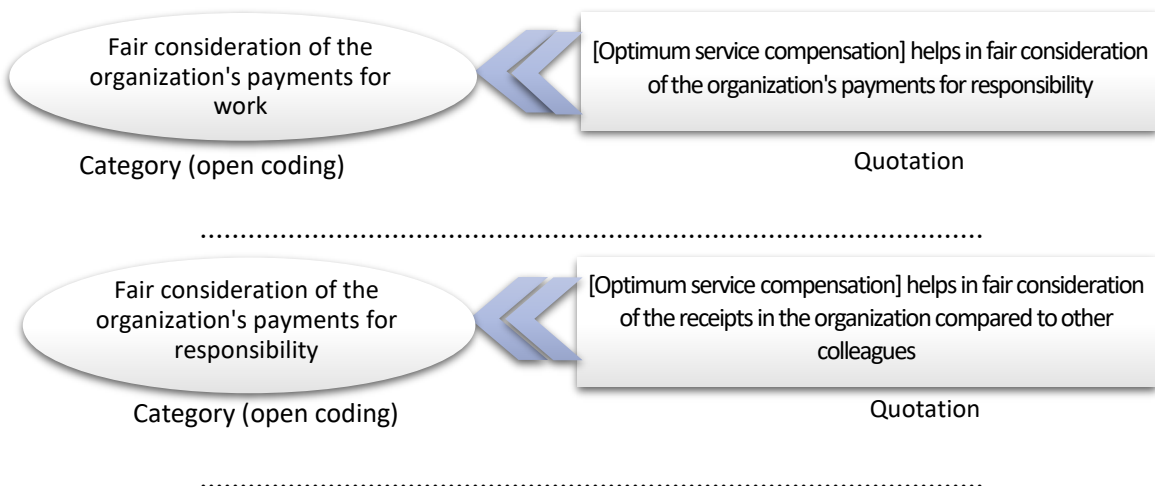 Fair consideration of the
organization's payments for
work
[Optimum service compensation] helps in fair consideration
of the organization's payments for responsibility
Category (open coding)
Quotation
..................................................................................................
Fair consideration of the
organization's payments for
responsibility
[Optimum service compensation] helps in fair consideration
of the receipts in the organization compared to other
colleagues
Category (open coding)
Quotation
..................................................................................................